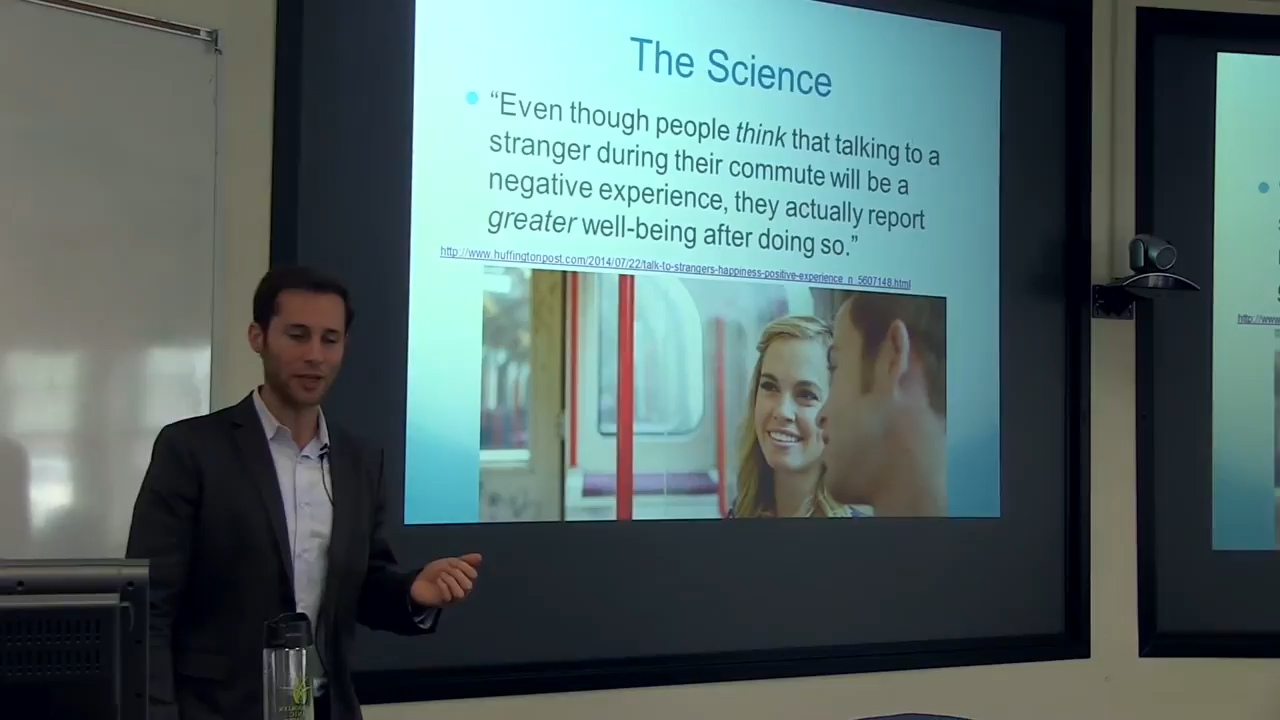 The Science
“Even though people think that talking to a
stranger during their commute will be a
negative experience, they actually report
greater well-being after doing so.”
http://www.huffingtonpost.com/2014/07/22/talk-to-strangers-happiness-positive-experience_n_5607148.html
http://www